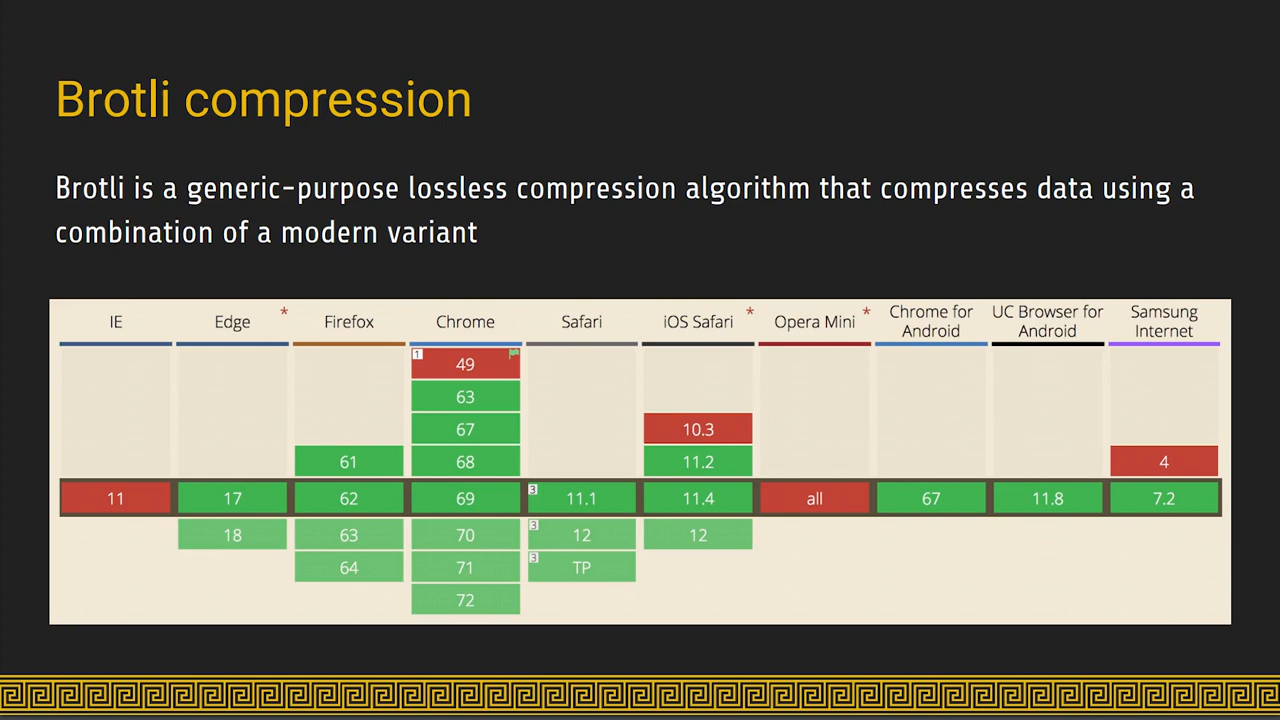 Brotli compression
Brotli is a generic-purpose lossless compression algorithm that compresses data using a
combination of a modern variant
IE Edge * Firefox Chrome Safari iOS Safari * Opera Mini * Chrome for Android UC Browser for Android Samsung Internet
1 49
63
67 10.3
61 68 11.2 4
11 17 62 69 3 11.1 11.4 all 67 11.8 7.2
18 63 70 3 12 12
64 71 3 TP
72